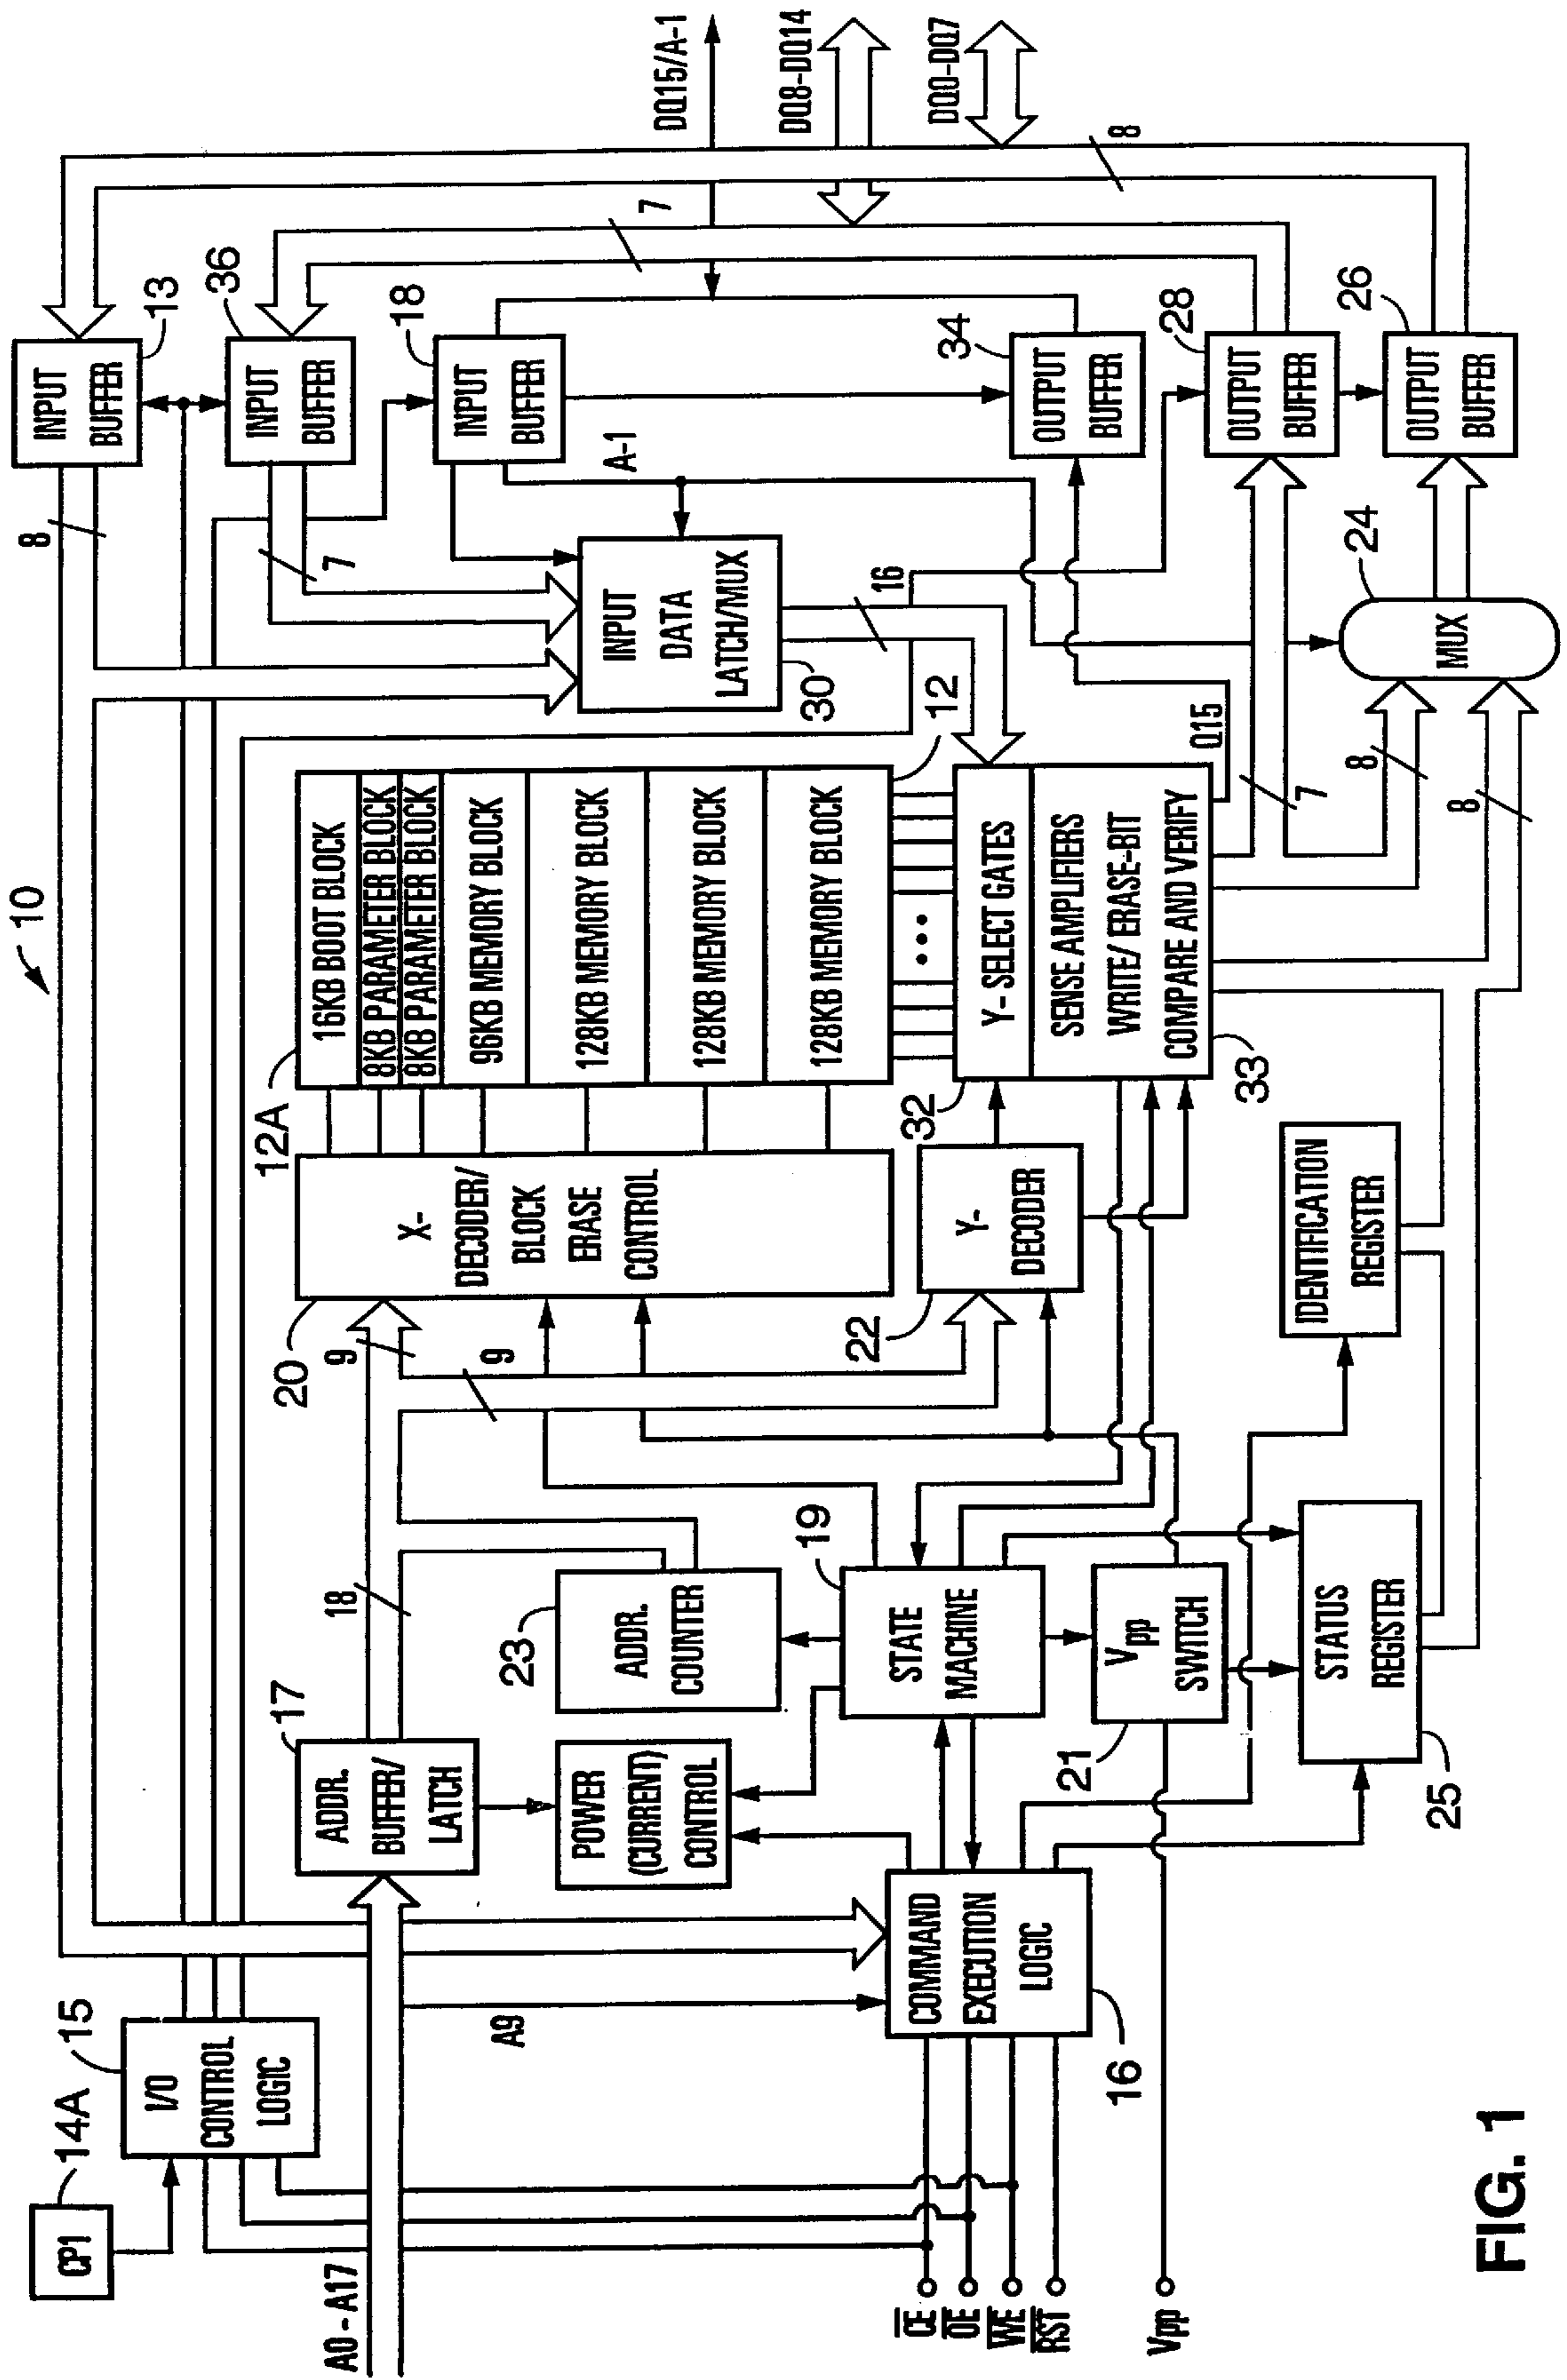 10
CP1
14A
I/O
CONTROL
LOGIC
15
A0-A17
A9
CE
OE
WE
RST
Vpp
COMMAND
EXECUTION
LOGIC
16
ADDR.
BUFFER/
LATCH
17
POWER
(CURRENT)
CONTROL
18
ADDR.
COUNTER
23
STATE
MACHINE
19
Vpp
SWITCH
21
STATUS
REGISTER
25
IDENTIFICATION
REGISTER
9
9
X-
DECODER/
BLOCK
ERASE
CONTROL
20
Y-
DECODER
22
12A
16KB BOOT BLOCK
8KB PARAMETER BLOCK
8KB PARAMETER BLOCK
96KB MEMORY BLOCK
128KB MEMORY BLOCK
128KB MEMORY BLOCK
128KB MEMORY BLOCK
12
Y-SELECT GATES
32
SENSE AMPLIFIERS
WRITE/ ERASE-BIT
COMPARE AND VERIFY
33
Q15
7
8
8
INPUT
DATA
LATCH/MUX
30
16
8
7
A-1
MUX
24
INPUT
BUFFER
13
INPUT
BUFFER
36
INPUT
BUFFER
18
OUTPUT
BUFFER
34
OUTPUT
BUFFER
28
OUTPUT
BUFFER
26
7
8
DQ15/A-1
DQ8-DQ14
DQ0-DQ7
FIG. 1